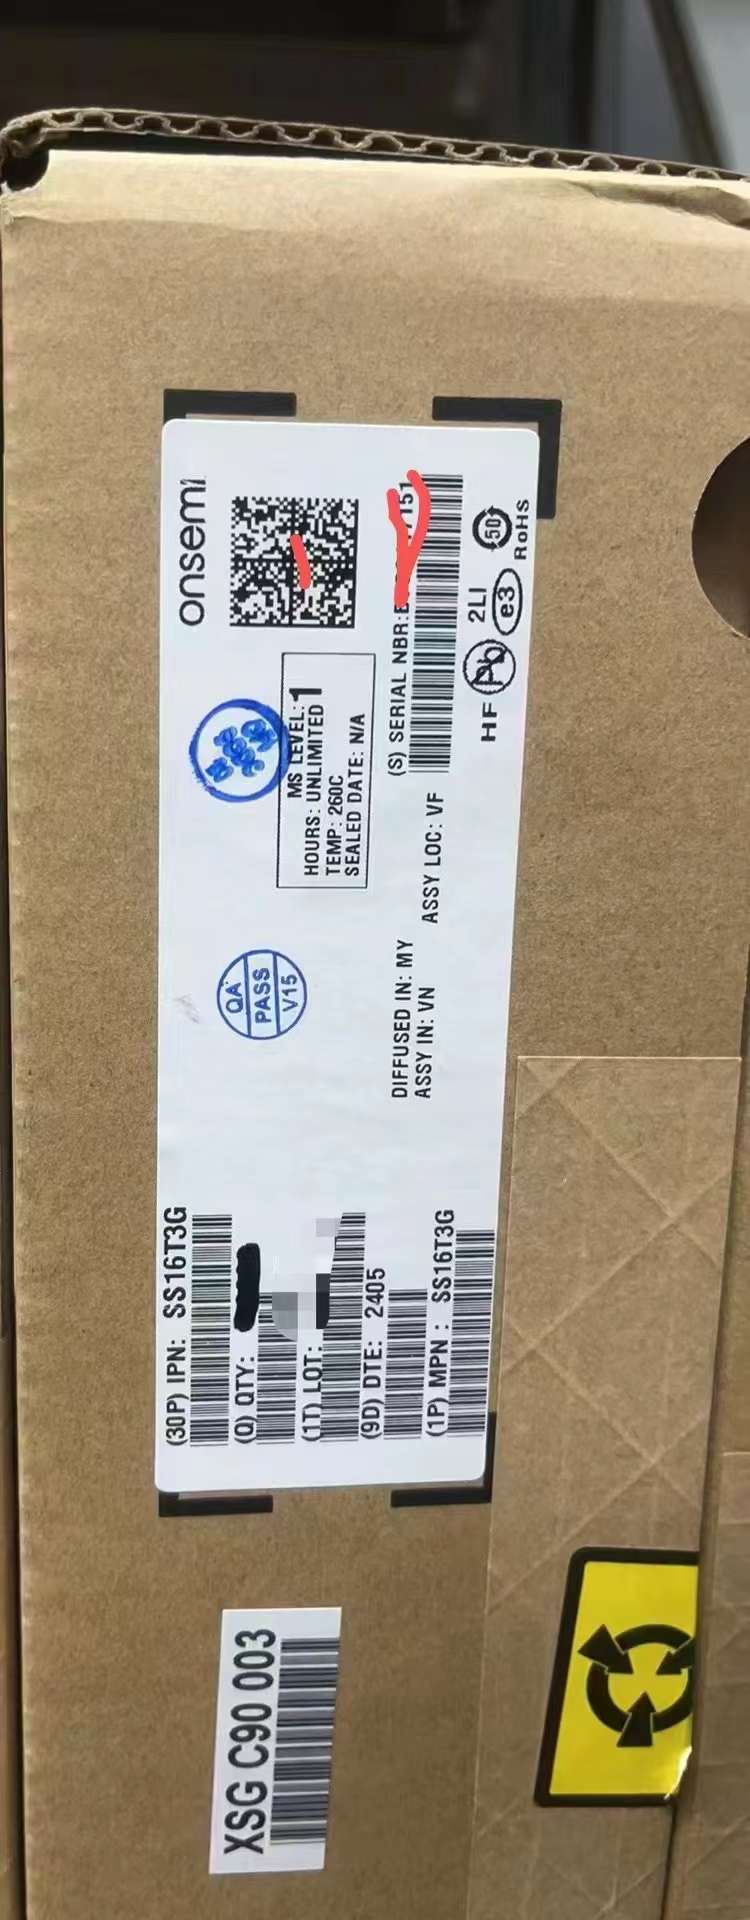 onsemi
(30P) IPN: SS16T3G
(Q) QTY:
(1T) LOT:
(9D) DTE: 2405
(1P) MPN : SS16T3G
QA
PASS
V15
DIFFUSED IN: MY
ASSY IN: VN
ASSY LOC: VF
MS LEVEL: 1
HOURS: UNLIMITED
TEMP: 260C
SEALED DATE: N/A
(S) SERIAL NBR:
HF
Pb
2LI
e3
50
RoHS
XSG C90 003